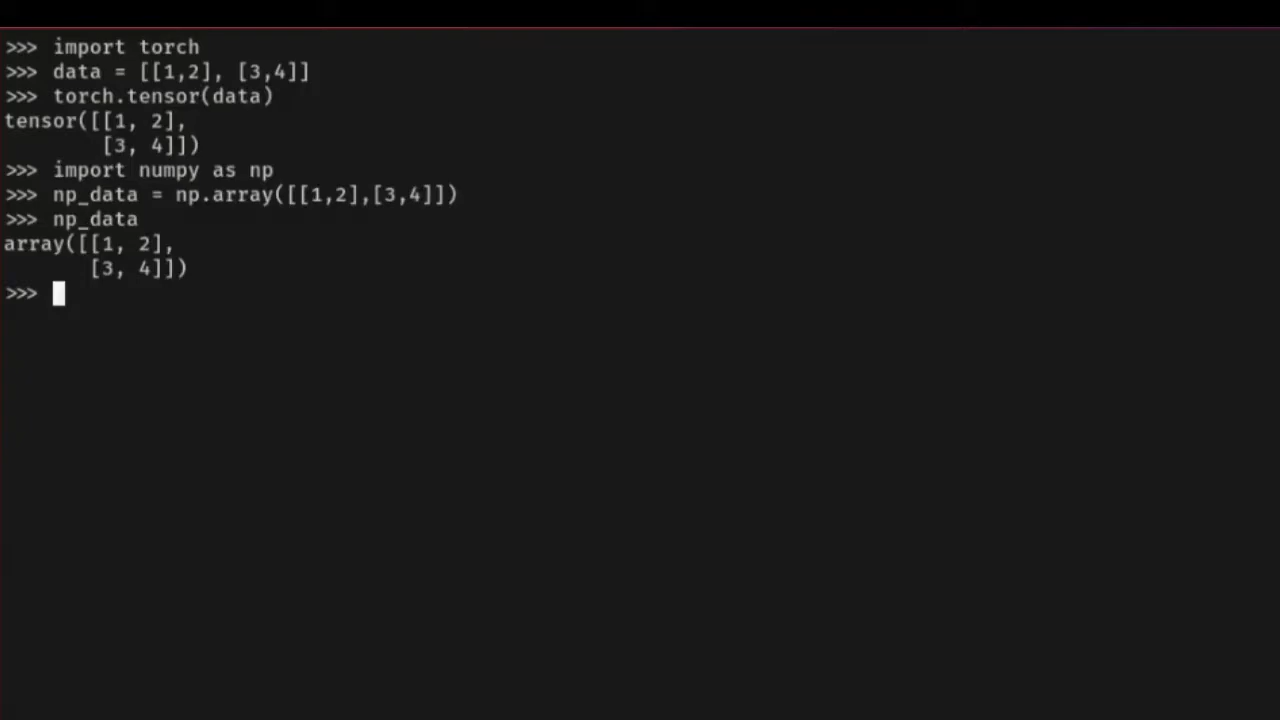 >>> import torch
>>> data = [[1,2], [3,4]]
>>> torch.tensor(data)
tensor([[1, 2],
        [3, 4]])
>>> import numpy as np
>>> np_data = np.array([[1,2],[3,4]])
>>> np_data
array([[1, 2],
       [3, 4]])
>>>